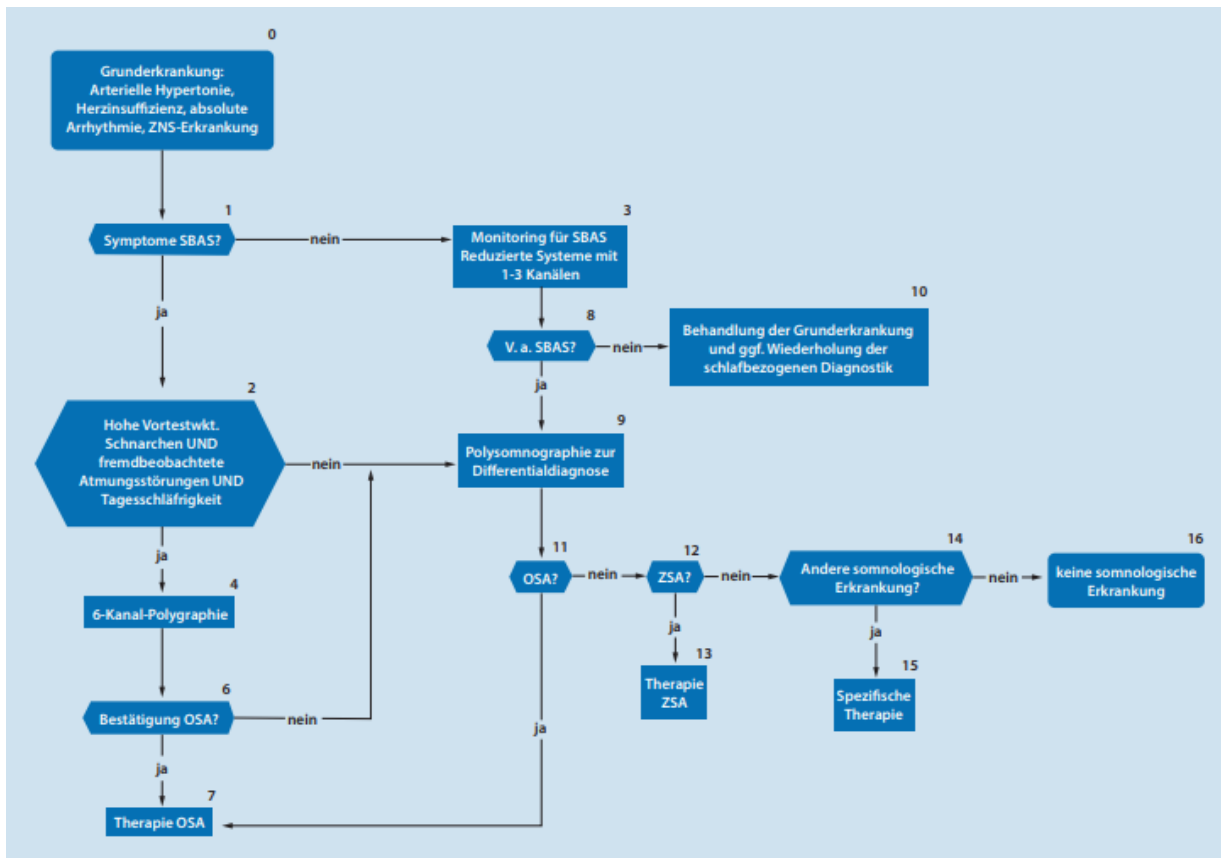 0
Grunderkrankung:
Arterielle Hypertonie,
Herzinsuffizienz, absolute
Arrhythmie, ZNS-Erkrankung
1
Symptome SBAS?
nein
3
Monitoring für SBAS
Reduzierte Systeme mit
1-3 Kanälen
ja
8
V. a. SBAS?
nein
10
Behandlung der Grunderkrankung
und ggf. Wiederholung der
schlafbezogenen Diagnostik
ja
2
Hohe Vortestwkt.
Schnarchen UND
fremdbeobachtete
Atmungsstörungen UND
Tagesschläfrigkeit
nein
9
Polysomnographie zur
Differentialdiagnose
ja
4
6-Kanal-Polygraphie
11
OSA?
nein
12
ZSA?
nein
14
Andere somnologische
Erkrankung?
nein
16
keine somnologische
Erkrankung
ja
13
Therapie
ZSA
ja
15
Spezifische
Therapie
6
Bestätigung OSA?
nein
ja
ja
7
Therapie OSA